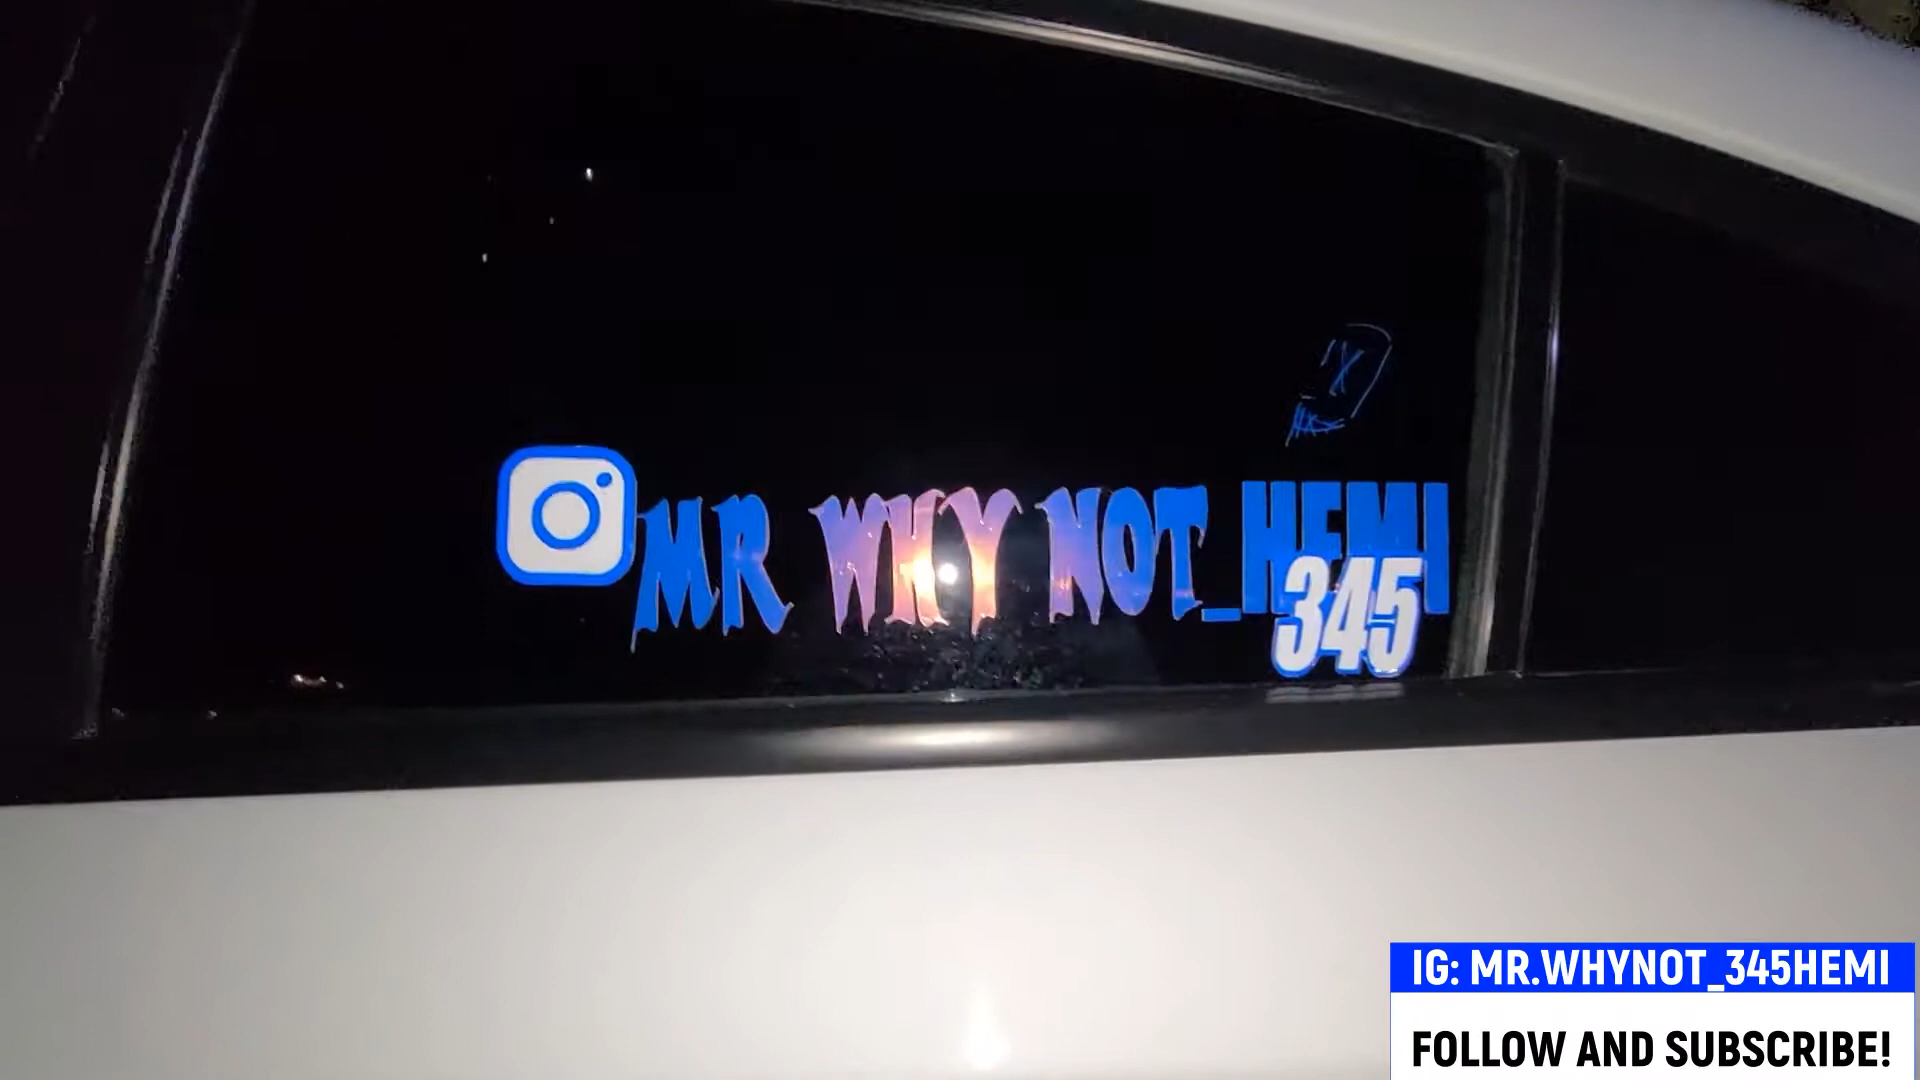 MR WHY NOT_HEMI
345
IG: MR.WHYNOT_345HEMI
FOLLOW AND SUBSCRIBE!